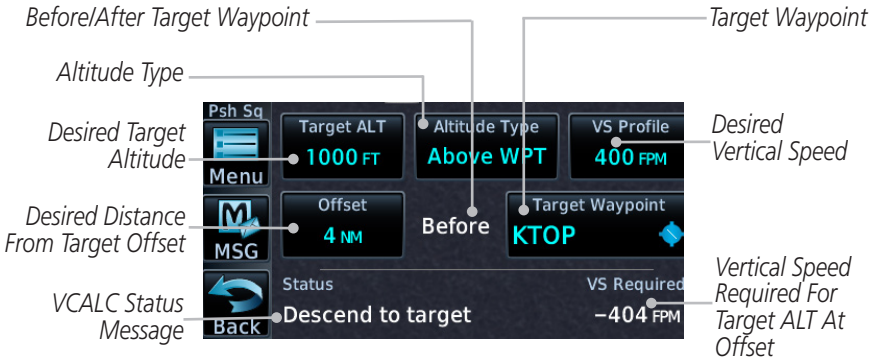 Before/After Target Waypoint
Target Waypoint
Altitude Type
Desired Target
Altitude
Desired
Vertical Speed
Desired Distance
From Target Offset
VCALC Status
Message
Vertical Speed
Required For
Target ALT At
Offset
Psh Sq
Menu
MSG
Back
Target ALT
1000 FT
Altitude Type
Above WPT
VS Profile
400 FPM
Offset
4 NM
Before
Target Waypoint
KTOP
Status
Descend to target
VS Required
−404 FPM